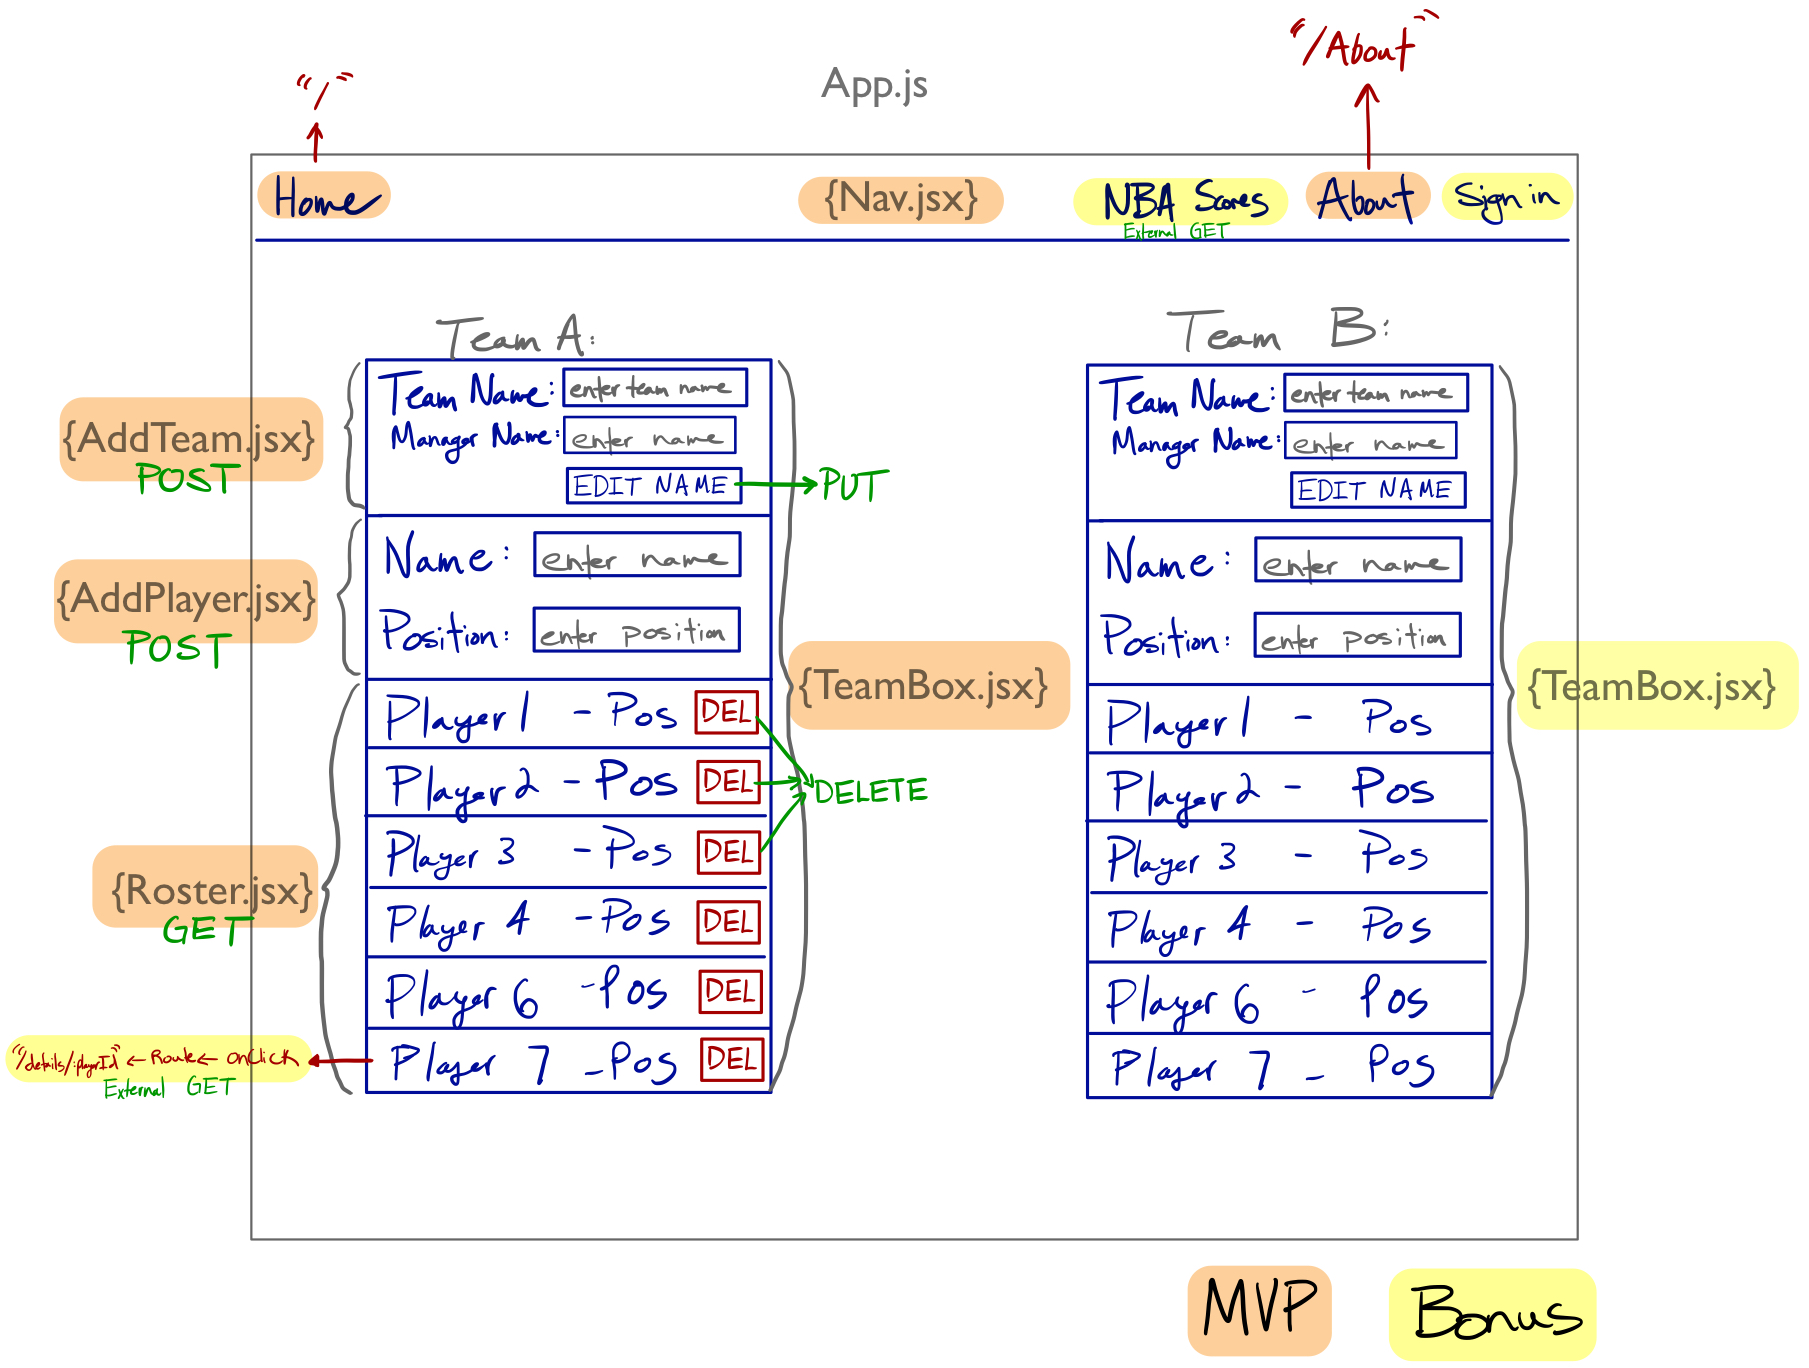 "/About"
App.js
"/"
Home
{Nav.jsx}
NBA Scores
External GET
About
Sign in
Team A:
Team Name: enter team name
Manager Name: enter name
EDIT NAME
PUT
{AddTeam.jsx}
POST
Name: enter name
Position: enter position
{AddPlayer.jsx}
POST
{TeamBox.jsx}
Player 1 - Pos DEL
Player 2 - Pos DEL
DELETE
Player 3 - Pos DEL
Player 4 - Pos DEL
Player 6 - Pos DEL
Player 7 - Pos DEL
{Roster.jsx}
GET
"/details/:playerId" ← Route ← onClick
External GET
Team B:
Team Name: enter team name
Manager Name: enter name
EDIT NAME
Name: enter name
Position: enter position
{TeamBox.jsx}
Player 1 - Pos
Player 2 - Pos
Player 3 - Pos
Player 4 - Pos
Player 6 - Pos
Player 7 - Pos
MVP
Bonus